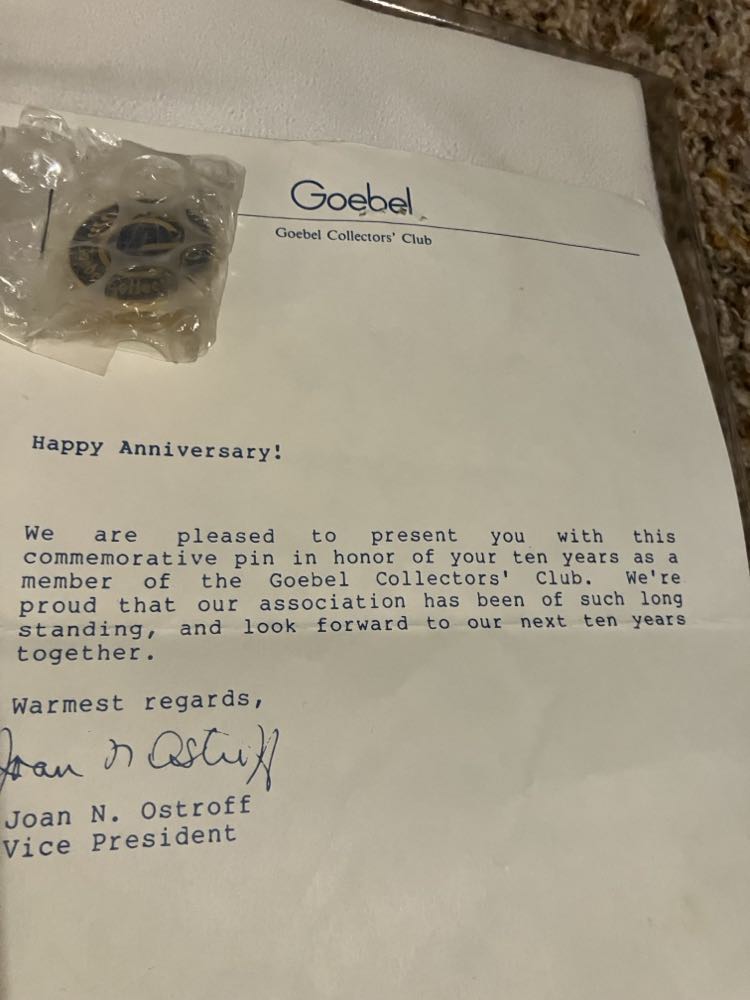 Goebel
Goebel Collectors' Club
Happy Anniversary!
We are pleased to present you with this
commemorative pin in honor of your ten years as a
member of the Goebel Collectors' Club. We're
proud that our association has been of such long
standing, and look forward to our next ten years
together.
Warmest regards,
Joan N Ostroff
Joan N. Ostroff
Vice President